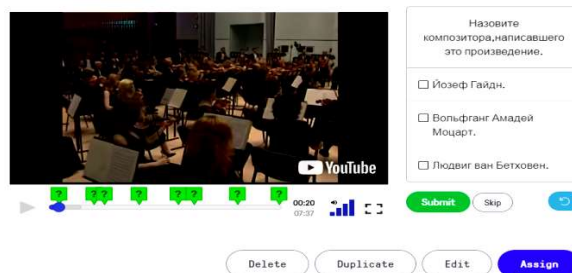 Назовите
композитора,написавшего
это произведение.
Йозеф Гайдн.
Вольфганг Амадей
Моцарт.
Людвиг ван Бетховен.
YouTube
? ? ? ? ? ? ? ?
00:20
07:37
Submit
Skip
Delete
Duplicate
Edit
Assign